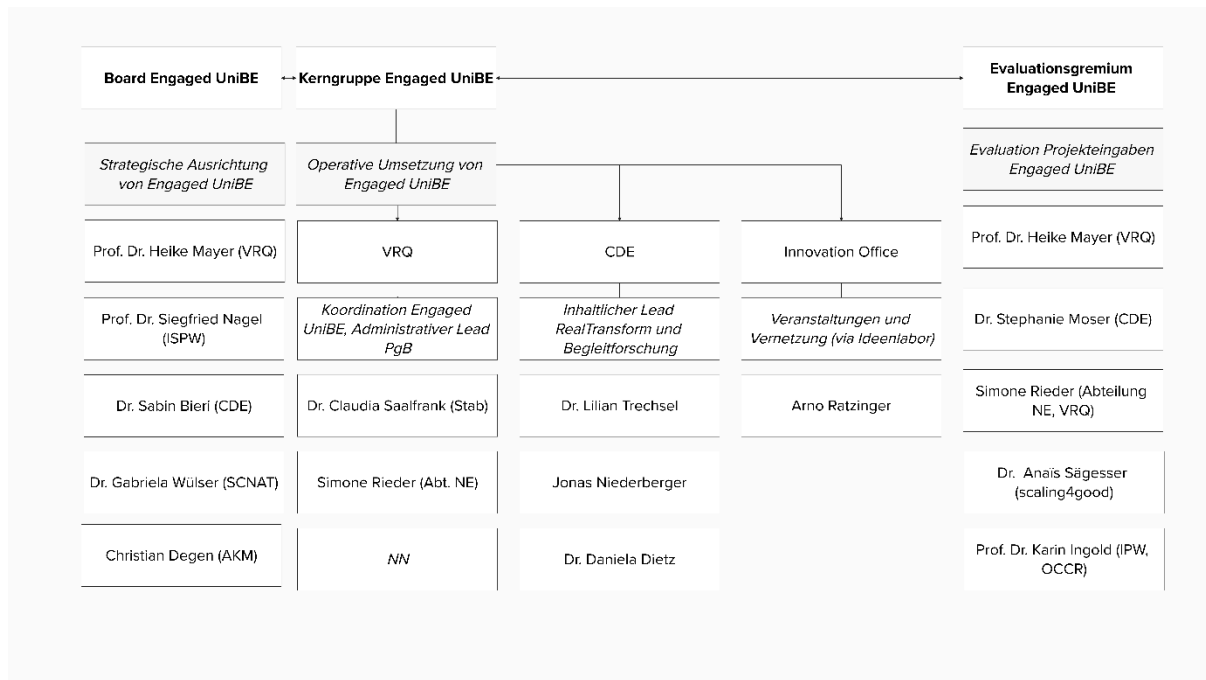 Board Engaged UniBE
Kerngruppe Engaged UniBE
Evaluationsgremium
Engaged UniBE
Strategische Ausrichtung
von Engaged UniBE
Operative Umsetzung von
Engaged UniBE
Evaluation Projekteingaben
Engaged UniBE
Prof. Dr. Heike Mayer (VRQ)
VRQ
CDE
Innovation Office
Prof. Dr. Heike Mayer (VRQ)
Prof. Dr. Siegfried Nagel
(ISPW)
Koordination Engaged
UniBE, Administrativer Lead
PgB
Inhaltlicher Lead
RealTransform und
Begleitforschung
Veranstaltungen und
Vernetzung (via Ideenlabor)
Dr. Stephanie Moser (CDE)
Dr. Sabin Bieri (CDE)
Dr. Claudia Saalfrank (Stab)
Dr. Lilian Trechsel
Arno Ratzinger
Simone Rieder (Abteilung
NE, VRQ)
Dr. Gabriela Wülser (SCNAT)
Simone Rieder (Abt. NE)
Jonas Niederberger
Dr. Anaïs Sägesser
(scaling4good)
Christian Degen (AKM)
NN
Dr. Daniela Dietz
Prof. Dr. Karin Ingold (IPW,
OCCR)